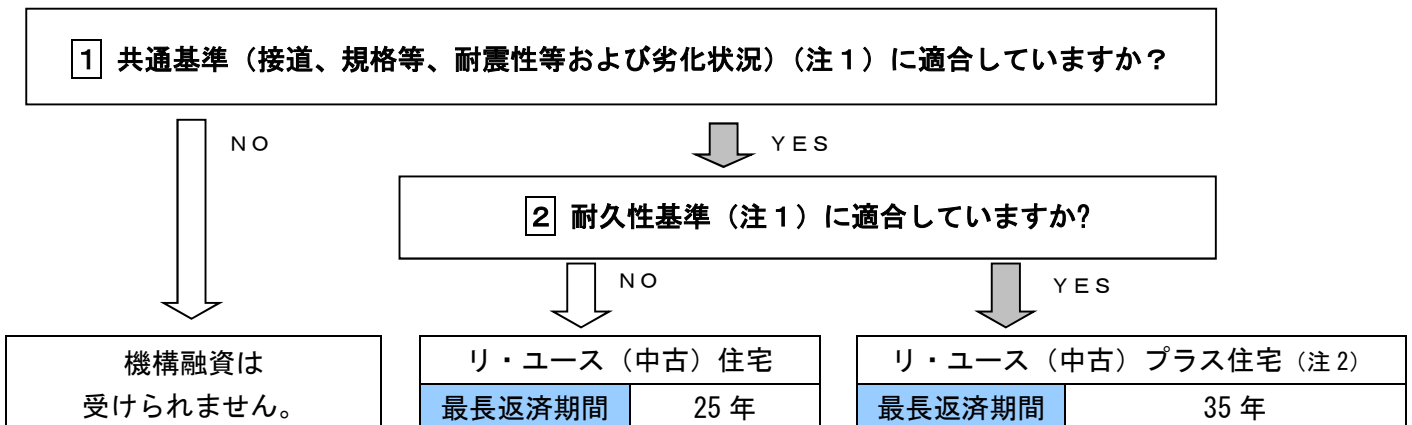 1 共通基準（接道、規格等、耐震性等および劣化状況）（注１）に適合していますか？
ＮＯ
ＹＥＳ
2 耐久性基準（注１）に適合していますか?
ＮＯ
ＹＥＳ
機構融資は
受けられません。
リ・ユース（中古）住宅
最長返済期間 25 年
リ・ユース（中古）プラス住宅（注 2）
最長返済期間 35 年